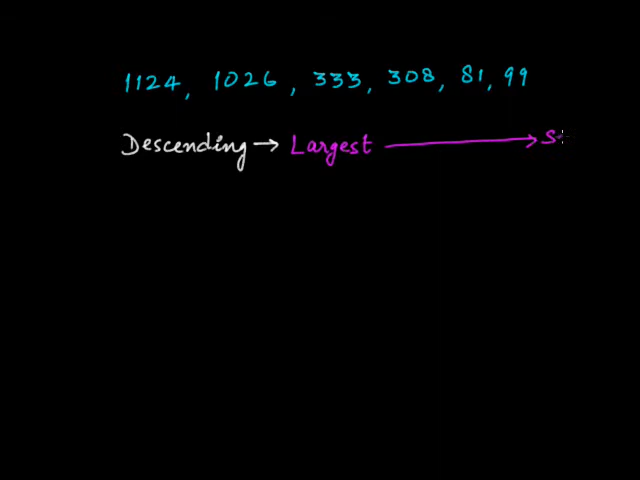 1124, 1026, 333, 308, 81, 99
Descending → Largest → S